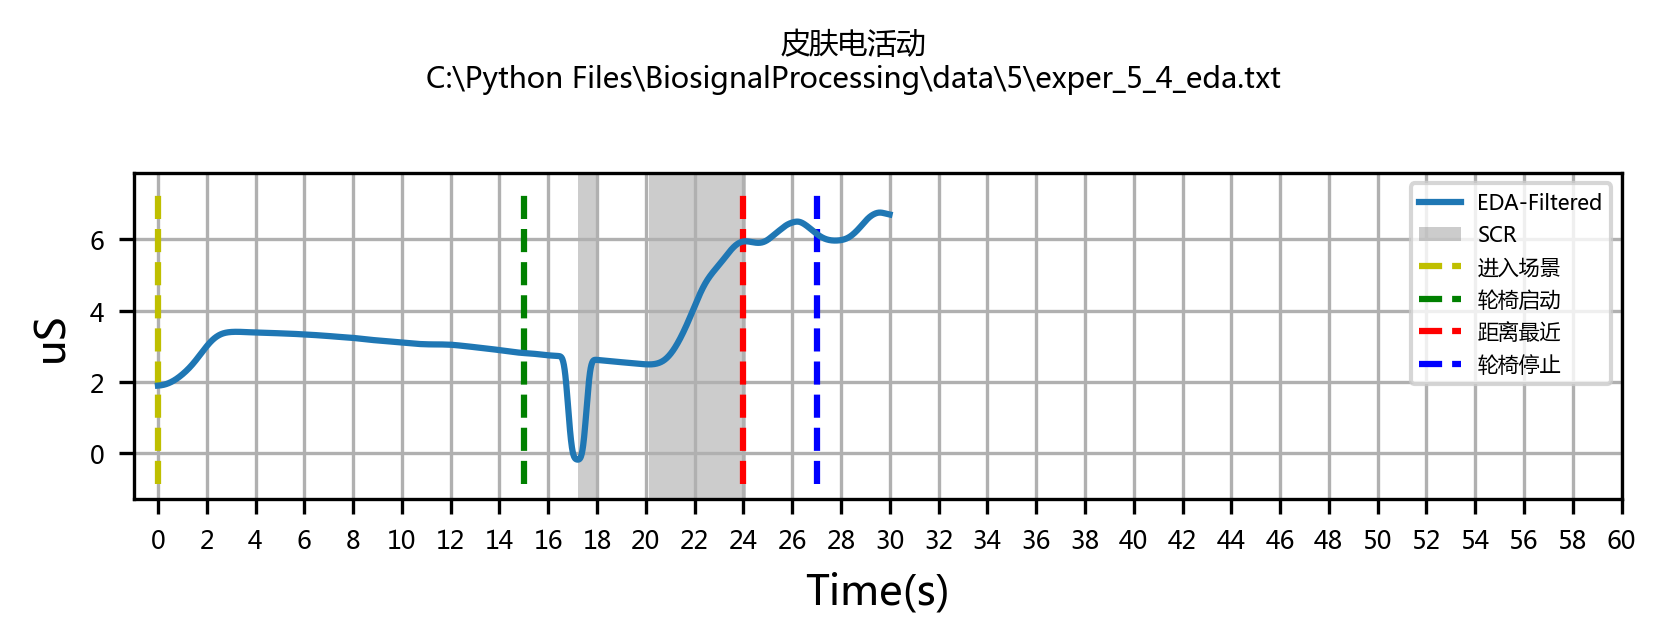 皮肤电活动
C:\Python Files\BiosignalProcessing\data\5\exper_5_4_eda.txt
EDA-Filtered
SCR
进入场景
轮椅启动
距离最近
轮椅停止
uS
6
4
2
0
0 2 4 6 8 10 12 14 16 18 20 22 24 26 28 30 32 34 36 38 40 42 44 46 48 50 52 54 56 58 60
Time(s)